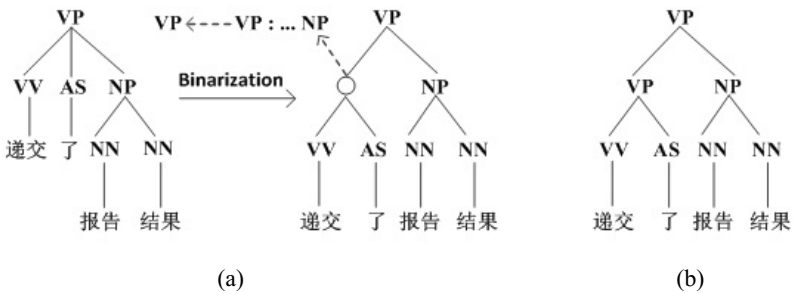 VP VP VP : ... NP VP VP
VV AS NP Binarization NP VP NP
递交 了 NN NN VV AS NN NN VV AS NN NN
报告 结果 递交 了 报告 结果 递交 了 报告 结果
(a) (b)